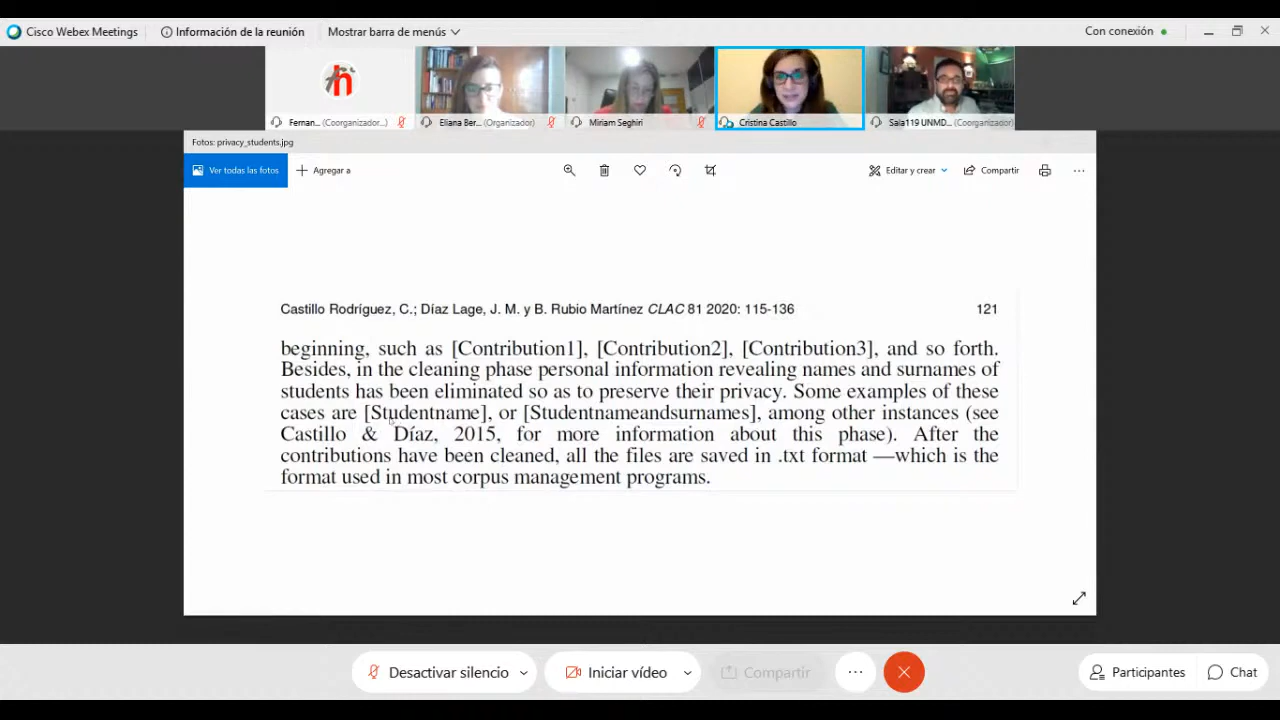 Cisco Webex Meetings
Información de la reunión
Mostrar barra de menús
Con conexión
h
Fernan... (Coorganizador...
Eliana Ber... (Organizador)
Miriam Seghiri
Cristina Castillo
Sala119 UNMD... (Coorganizador)
Fotos: privacy_students.jpg
Ver todas las fotos
Agregar a
Editar y crear
Compartir
Castillo Rodríguez, C.; Díaz Lage, J. M. y B. Rubio Martínez CLAC 81 2020: 115-136 121
beginning, such as [Contribution1], [Contribution2], [Contribution3], and so forth.
Besides, in the cleaning phase personal information revealing names and surnames of
students has been eliminated so as to preserve their privacy. Some examples of these
cases are [Studentname], or [Studentnameandsurnames], among other instances (see
Castillo & Díaz, 2015, for more information about this phase). After the
contributions have been cleaned, all the files are saved in .txt format —which is the
format used in most corpus management programs.
Desactivar silencio
Iniciar vídeo
Compartir
Participantes
Chat